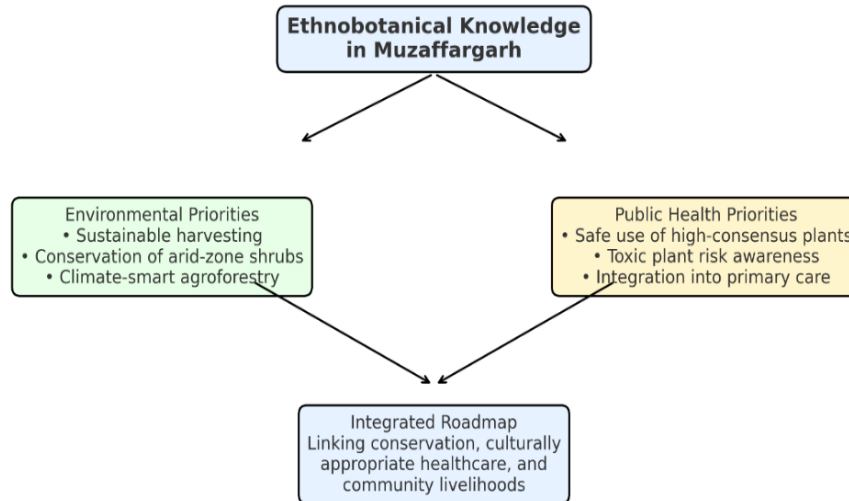 Ethnobotanical Knowledge
in Muzaffargarh
Environmental Priorities
• Sustainable harvesting
• Conservation of arid-zone shrubs
• Climate-smart agroforestry
Public Health Priorities
• Safe use of high-consensus plants
• Toxic plant risk awareness
• Integration into primary care
Integrated Roadmap
Linking conservation, culturally
appropriate healthcare, and
community livelihoods